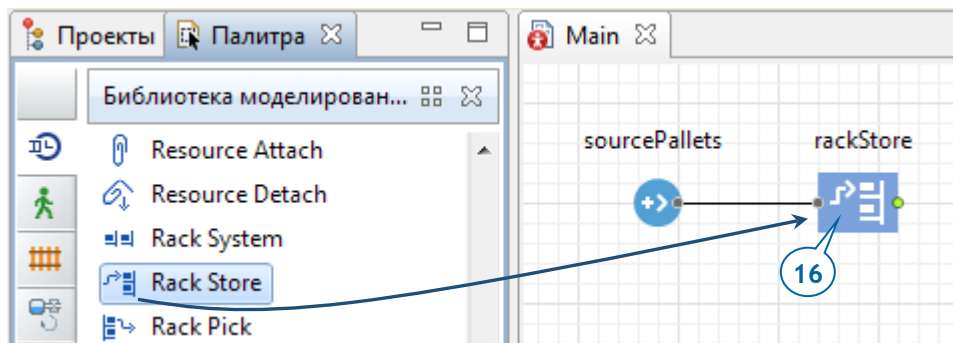 Проекты Палитра Main
Библиотека моделирован...
Resource Attach
Resource Detach
Rack System
Rack Store
Rack Pick
sourcePallets rackStore
16